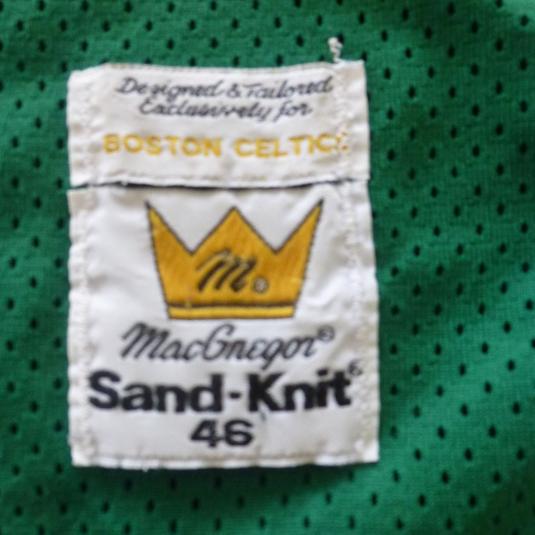 Designed & Tailored
Exclusively for
BOSTON CELTICS
M®
MacGregor®
Sand-Knit®
46